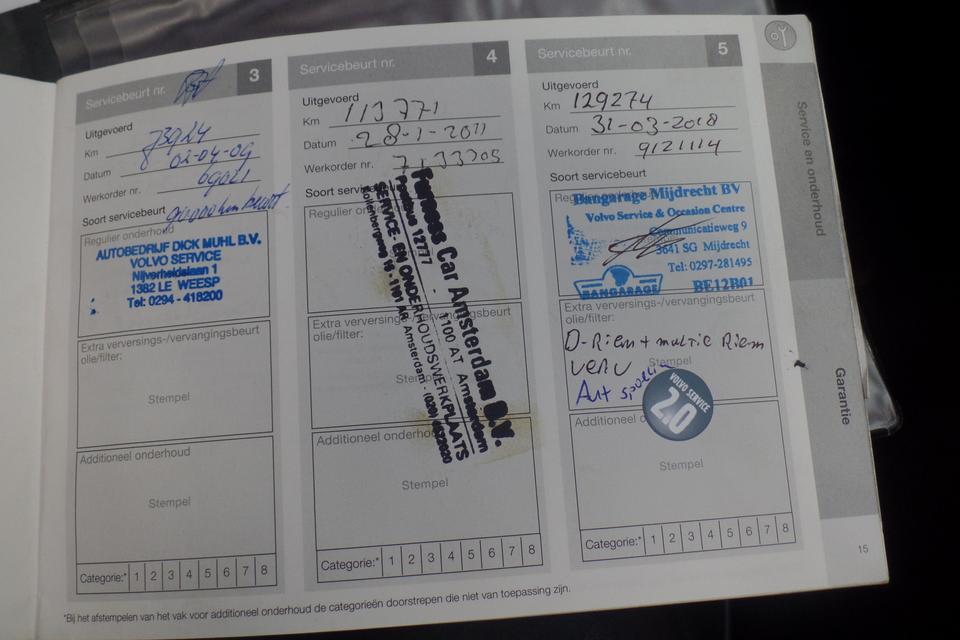 Servicebeurt nr. 3
Uitgevoerd
Km 73924
Datum 02-04-09
Werkorder nr. 69021
Soort servicebeurt
Regulier onderhoud
AUTOBEDRIJF DICK MUHL B.V.
VOLVO SERVICE
Nijverheidslaan 1
1382 LE WEESP
Tel: 0294 - 418200
Extra verversings-/vervangingsbeurt
olie/filter:
Stempel
Additioneel onderhoud
Stempel
Categorie:* 1 2 3 4 5 6 7 8
Servicebeurt nr. 4
Uitgevoerd
Km 113771
Datum 28-1-2011
Werkorder nr.
Soort servicebeurt
Regulier
Car Amsterdam B.V.
Postbus 12717 - 1100 AT Amsterdam
SERVICE EN ONDERHOUDSWERKPLAATS
Amsterdam
Extra verversings-/vervangingsbeurt
olie/filter:
Stempel
Additioneel onderhoud
Stempel
Categorie:* 1 2 3 4 5 6 7 8
Servicebeurt nr. 5
Uitgevoerd
Km 129274
Datum 31-03-2018
Werkorder nr. 9121114
Soort servicebeurt
Bangarage Mijdrecht BV
Volvo Service & Occasion Centre
Communicatieweg 9
3641 SG Mijdrecht
Tel: 0297-281495
BANGARAGE BE12B01
Extra verversings-/vervangingsbeurt
olie/filter:
D-Riem + multie Riem
Stempel
VOLVO SERVICE
2.0
Additioneel
Stempel
Categorie:* 1 2 3 4 5 6 7 8
*Bij het afstempelen van het vak voor additioneel onderhoud de categorieën doorstrepen die niet van toepassing zijn.
Service en onderhoud
Garantie
15